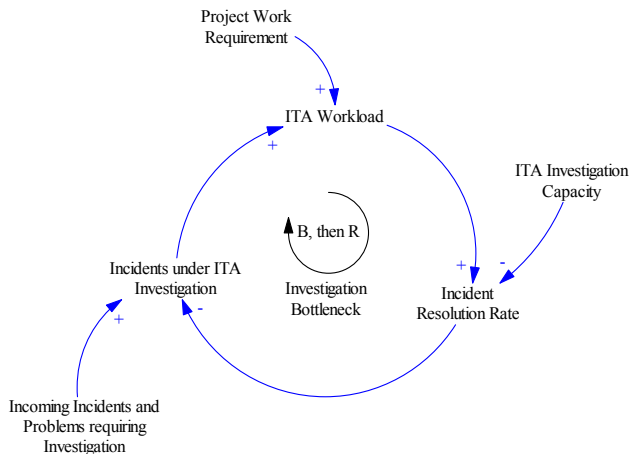 Project Work
Requirement
+
ITA Workload
+
ITA Investigation
Capacity
B, then R
Incidents under ITA
Investigation
Investigation
Bottleneck
+
-
Incident
Resolution Rate
-
+
Incoming Incidents and
Problems requiring
Investigation